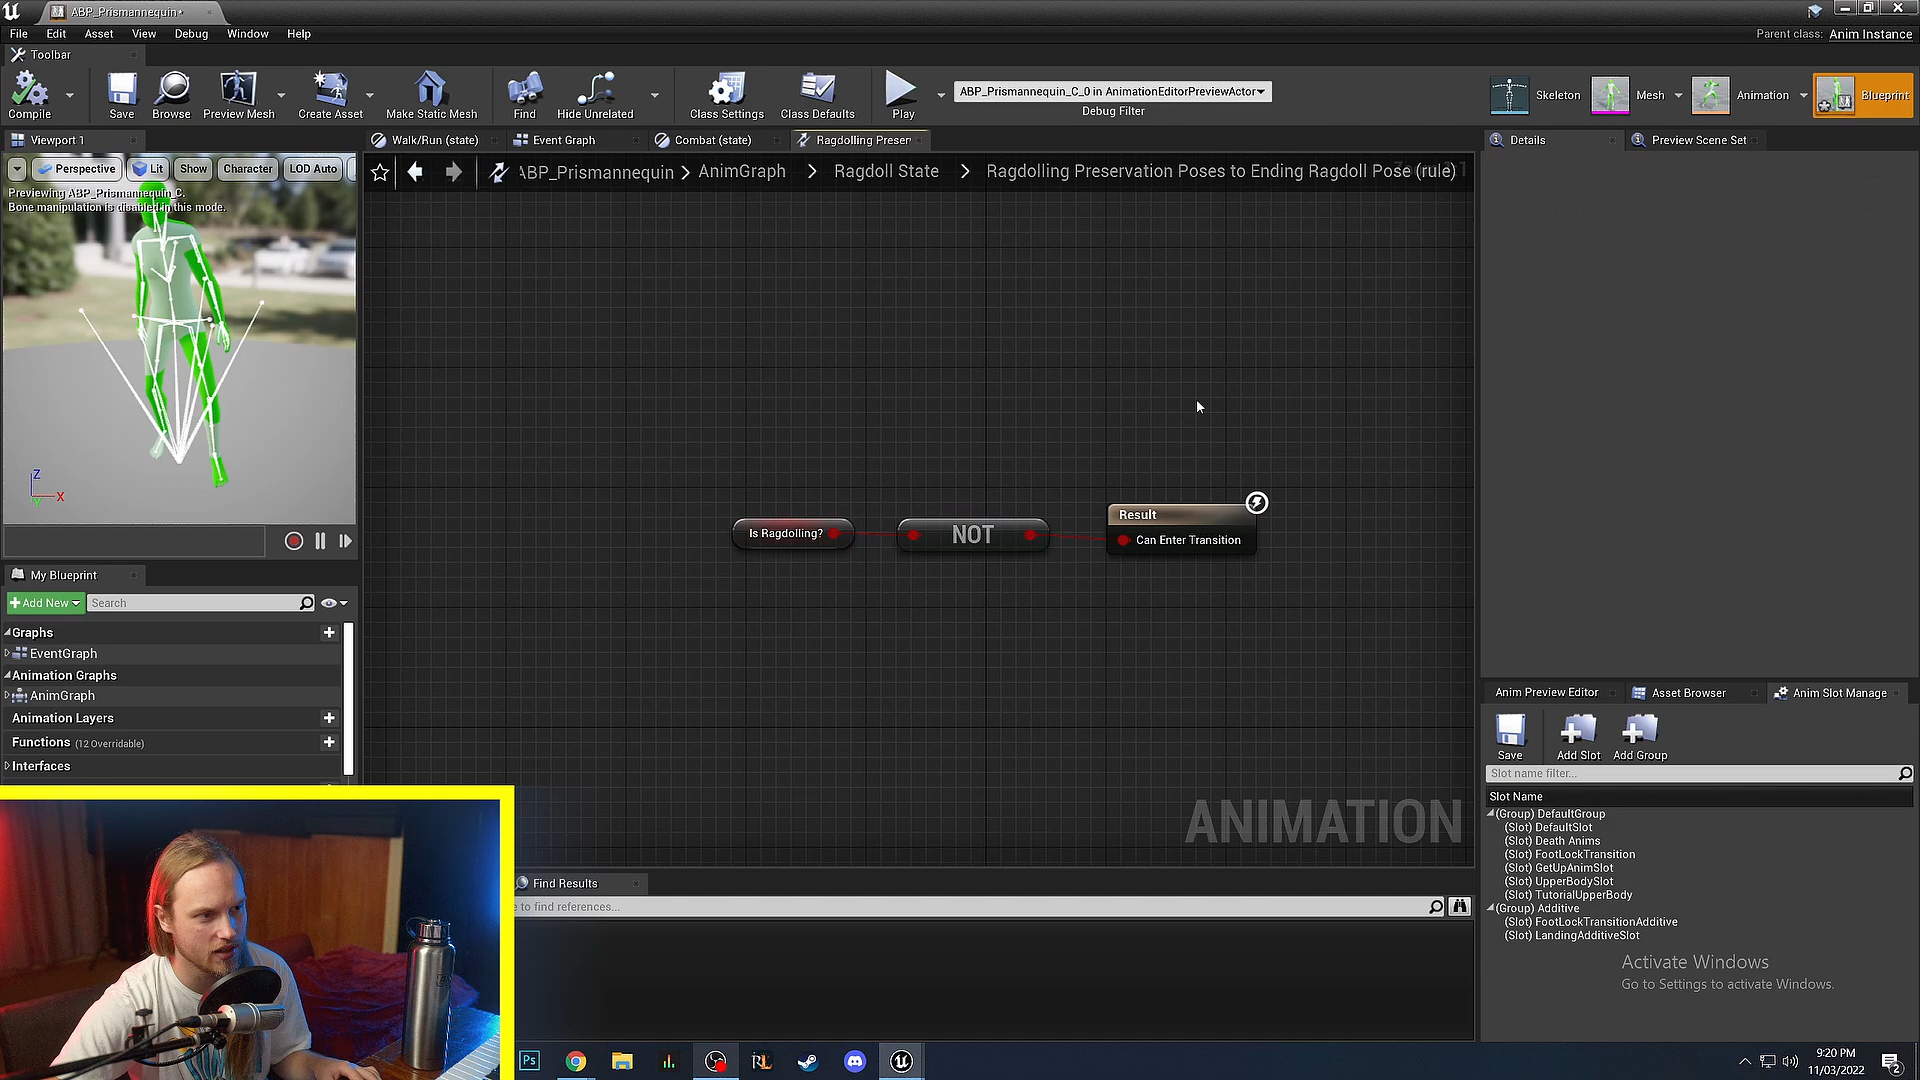 ABP_Prismannequin*
File Edit Asset View Debug Window Help
Parent class: Anim Instance
Toolbar
Compile Save Browse Preview Mesh Create Asset Make Static Mesh Find Hide Unrelated Class Settings Class Defaults Play
ABP_Prismannequin_C_0 in AnimationEditorPreviewActor
Debug Filter
Skeleton Mesh Animation Blueprint
Viewport 1
Walk/Run (state) Event Graph Combat (state) Ragdolling Preser
Details Preview Scene Set
Perspective Lit Show Character LOD Auto
Previewing ABP_Prismannequin_C.
Bone manipulation is disabled in this mode.
ABP_Prismannequin AnimGraph Ragdoll State Ragdolling Preservation Poses to Ending Ragdoll Pose (rule)
Z
X
Y
Is Ragdolling?
NOT
Result
Can Enter Transition
ANIMATION
My Blueprint
Add New Search
Graphs
EventGraph
Animation Graphs
AnimGraph
Animation Layers
Functions (12 Overridable)
Interfaces
Find Results
e to find references...
Anim Preview Editor Asset Browser Anim Slot Manage
Save Add Slot Add Group
Slot name filter...
Slot Name
(Group) DefaultGroup
(Slot) DefaultSlot
(Slot) Death Anims
(Slot) FootLockTransition
(Slot) GetUpAnimSlot
(Slot) UpperBodySlot
(Slot) TutorialUpperBody
(Group) Additive
(Slot) FootLockTransitionAdditive
(Slot) LandingAdditiveSlot
Activate Windows
Go to Settings to activate Windows.
Ps
RL
9:20 PM
11/03/2022
2